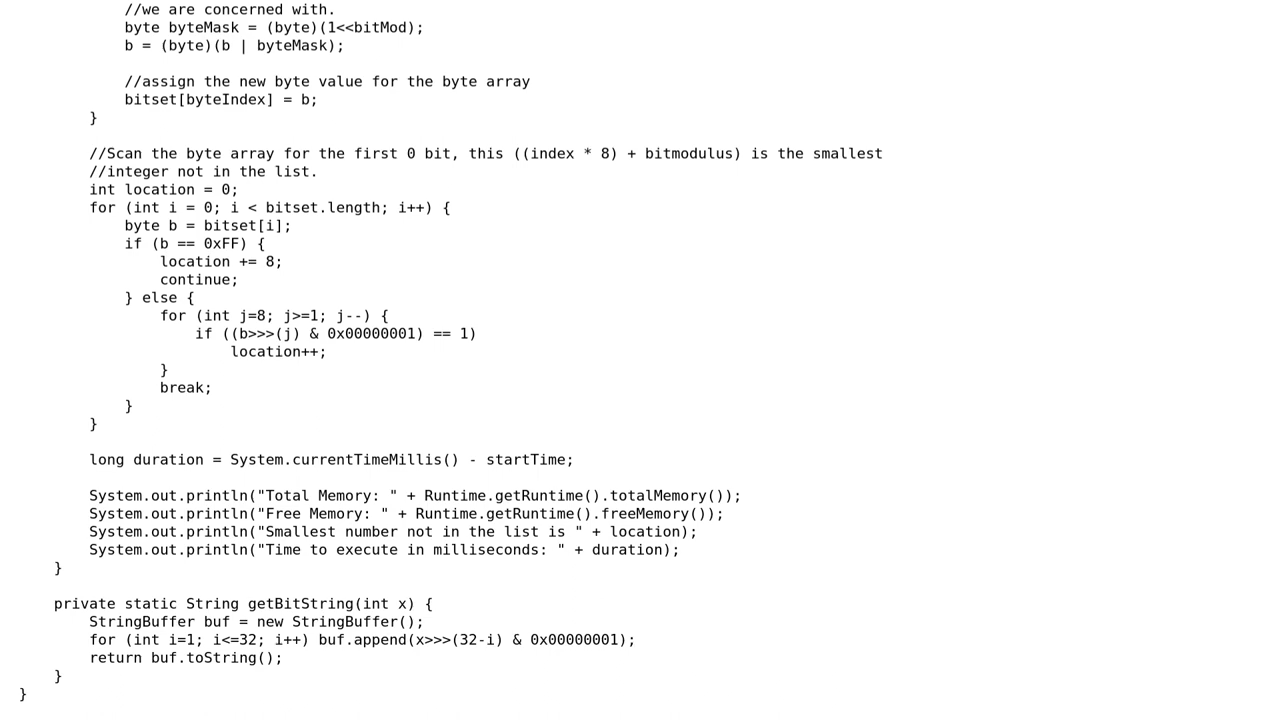 //we are concerned with.
byte byteMask = (byte)(1<<bitMod);
b = (byte)(b | byteMask);
//assign the new byte value for the byte array
bitset[byteIndex] = b;
}
//Scan the byte array for the first 0 bit, this ((index * 8) + bitmodulus) is the smallest
//integer not in the list.
int location = 0;
for (int i = 0; i < bitset.length; i++) {
byte b = bitset[i];
if (b == 0xFF) {
location += 8;
continue;
} else {
for (int j=8; j>=1; j--) {
if ((b>>>(j) & 0x00000001) == 1)
location++;
}
break;
}
}
long duration = System.currentTimeMillis() - startTime;
System.out.println("Total Memory: " + Runtime.getRuntime().totalMemory());
System.out.println("Free Memory: " + Runtime.getRuntime().freeMemory());
System.out.println("Smallest number not in the list is " + location);
System.out.println("Time to execute in milliseconds: " + duration);
}
private static String getBitString(int x) {
StringBuffer buf = new StringBuffer();
for (int i=1; i<=32; i++) buf.append(x>>>(32-i) & 0x00000001);
return buf.toString();
}
}